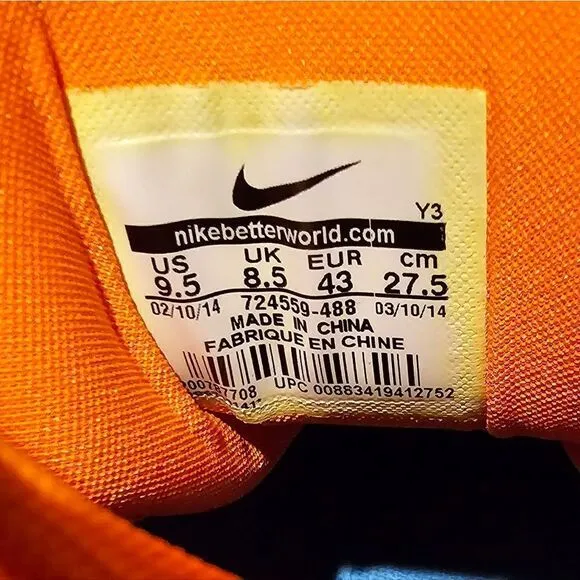 Y3
nikebetterworld.com
US UK EUR cm
9.5 8.5 43 27.5
02/10/14 724559-488 03/10/14
MADE IN CHINA
FABRIQUE EN CHINE
UPC 00883419412752